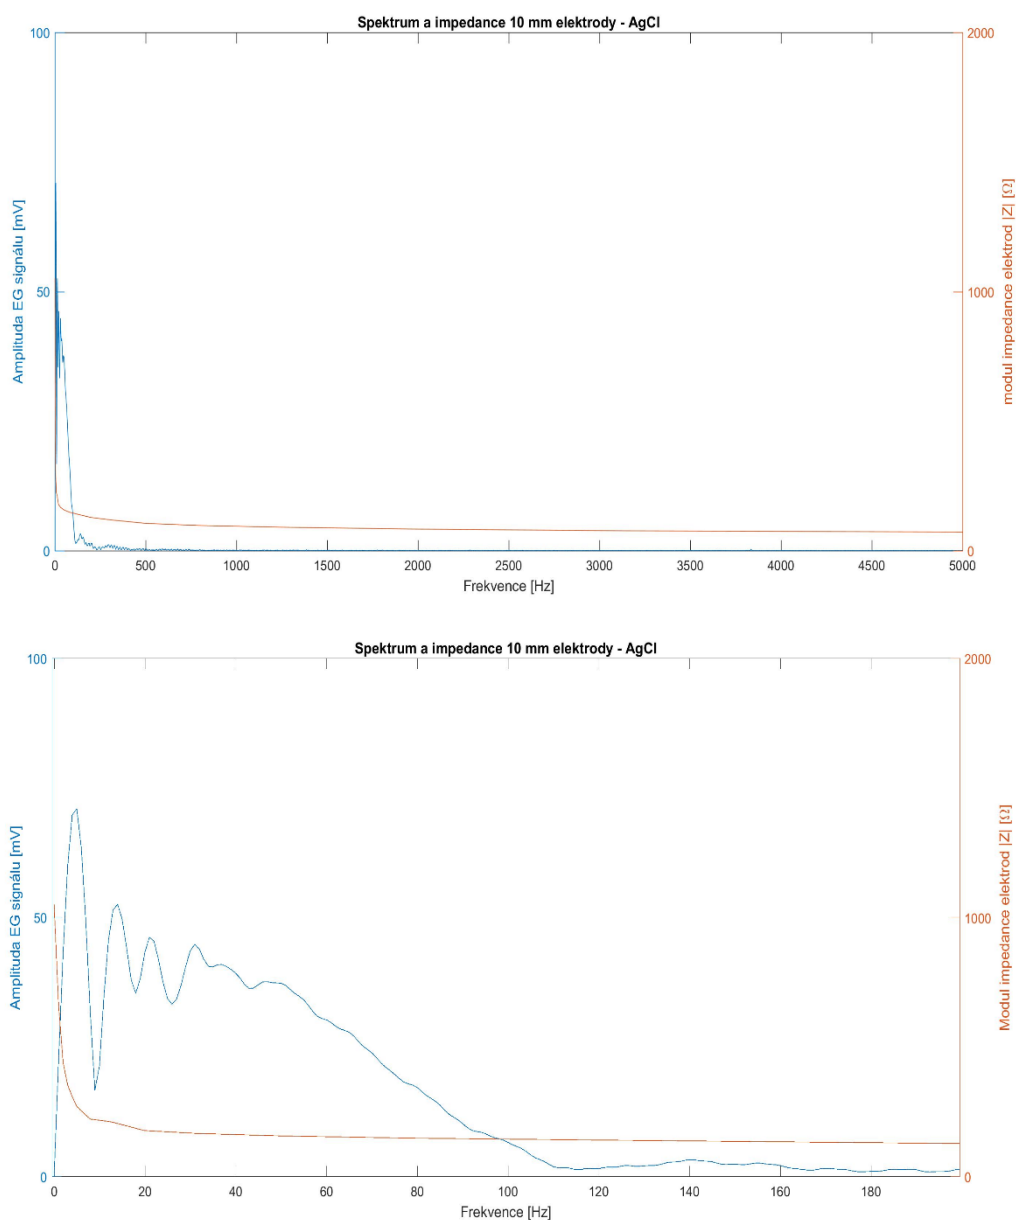 Spektrum a impedance 10 mm elektrody - AgCl
100
50
0
Amplituda EG signálu [mV]
2000
1000
0
modul impedance elektrod |Z| [Ω]
0 500 1000 1500 2000 2500 3000 3500 4000 4500 5000
Frekvence [Hz]
Spektrum a impedance 10 mm elektrody - AgCl
100
50
0
Amplituda EG signálu [mV]
2000
1000
0
Modul impedance elektrod |Z| [Ω]
0 20 40 60 80 100 120 140 160 180
Frekvence [Hz]